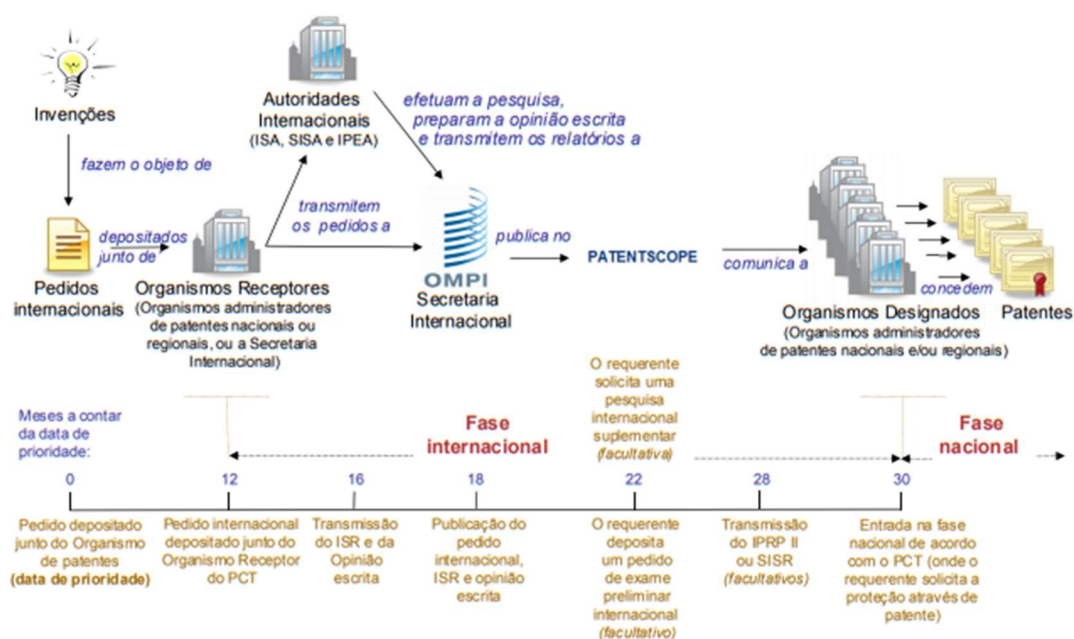 Invenções
fazem o objeto de
Autoridades
Internacionais
(ISA, SISA e IPEA)
efetuam a pesquisa,
preparam a opinião escrita
e transmitem os relatórios a
depositados
junto de
Pedidos
internacionais
Organismos Receptores
(Organismos administradores
de patentes nacionais ou
regionais, ou a Secretaria
Internacional)
transmitem
os pedidos a
OMPI
Secretaria
Internacional
publica no
PATENTSCOPE
comunica a
Organismos Designados
(Organismos administradores
de patentes nacionais e/ou regionais)
concedem
Patentes
Meses a contar
da data de
prioridade:
Fase
internacional
O requerente
solicita uma
pesquisa
internacional
suplementar
(facultativa)
Fase
nacional
0
12
16
18
22
28
30
Pedido depositado
junto do Organismo
de patentes
(data de prioridade)
Pedido internacional
depositado junto do
Organismo Receptor
do PCT
Transmissão
do ISR e da
Opinião
escrita
Publicação do
pedido
internacional,
ISR e opinião
escrita
O requerente
deposita
um pedido
de exame
preliminar
internacional
(facultativo)
Transmissão
do IPRP II
ou SISR
(facultativos)
Entrada na fase
nacional de acordo
com o PCT (onde o
requerente solicita a
proteção através de
patente)